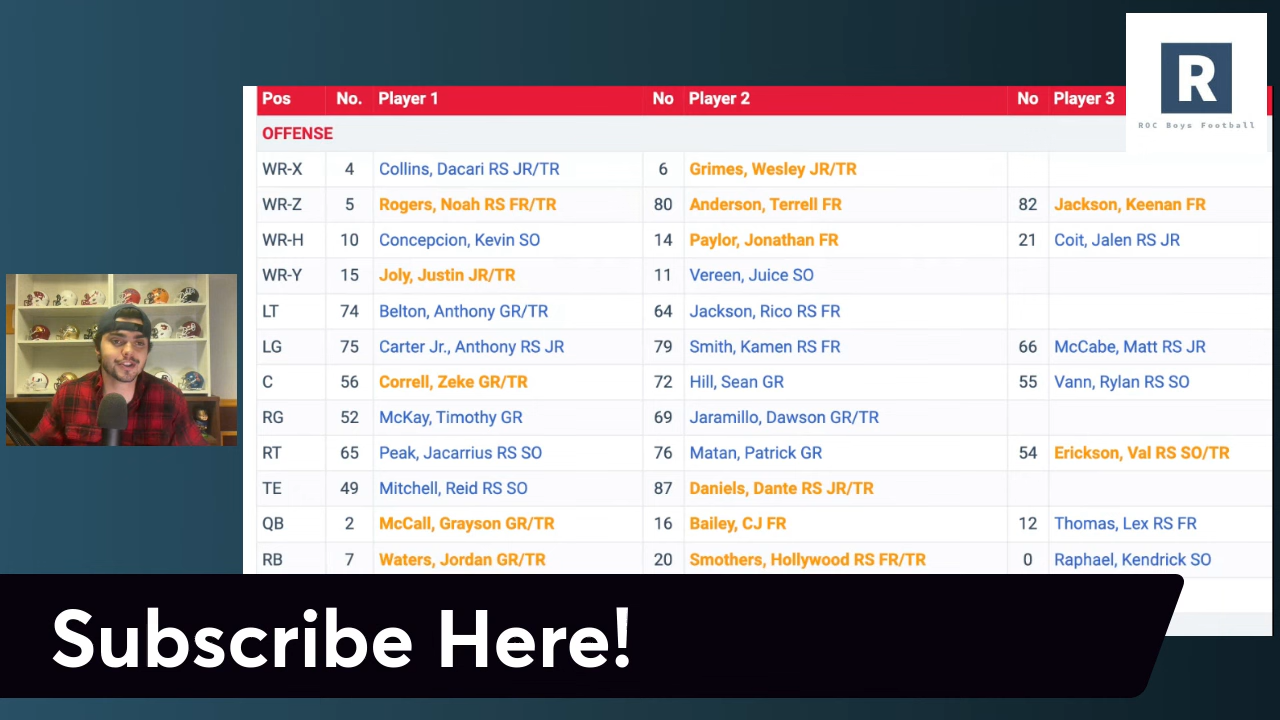 R
ROC Boys Football
Pos No. Player 1 No Player 2 No Player 3
OFFENSE
WR-X 4 Collins, Dacari RS JR/TR 6 Grimes, Wesley JR/TR
WR-Z 5 Rogers, Noah RS FR/TR 80 Anderson, Terrell FR 82 Jackson, Keenan FR
WR-H 10 Concepcion, Kevin SO 14 Paylor, Jonathan FR 21 Coit, Jalen RS JR
WR-Y 15 Joly, Justin JR/TR 11 Vereen, Juice SO
LT 74 Belton, Anthony GR/TR 64 Jackson, Rico RS FR
LG 75 Carter Jr., Anthony RS JR 79 Smith, Kamen RS FR 66 McCabe, Matt RS JR
C 56 Correll, Zeke GR/TR 72 Hill, Sean GR 55 Vann, Rylan RS SO
RG 52 McKay, Timothy GR 69 Jaramillo, Dawson GR/TR
RT 65 Peak, Jacarrius RS SO 76 Matan, Patrick GR 54 Erickson, Val RS SO/TR
TE 49 Mitchell, Reid RS SO 87 Daniels, Dante RS JR/TR
QB 2 McCall, Grayson GR/TR 16 Bailey, CJ FR 12 Thomas, Lex RS FR
RB 7 Waters, Jordan GR/TR 20 Smothers, Hollywood RS FR/TR 0 Raphael, Kendrick SO
Subscribe Here!